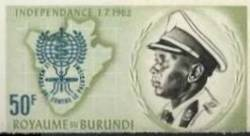 INDEPENDANCE 1.7.1962
50F
ROYAUME DU BURUNDI